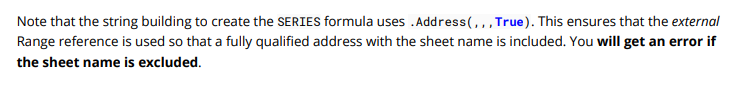 Note that the string building to create the SERIES formula uses .Address(,,,True). This ensures that the external
Range reference is used so that a fully qualified address with the sheet name is included. You will get an error if
the sheet name is excluded.